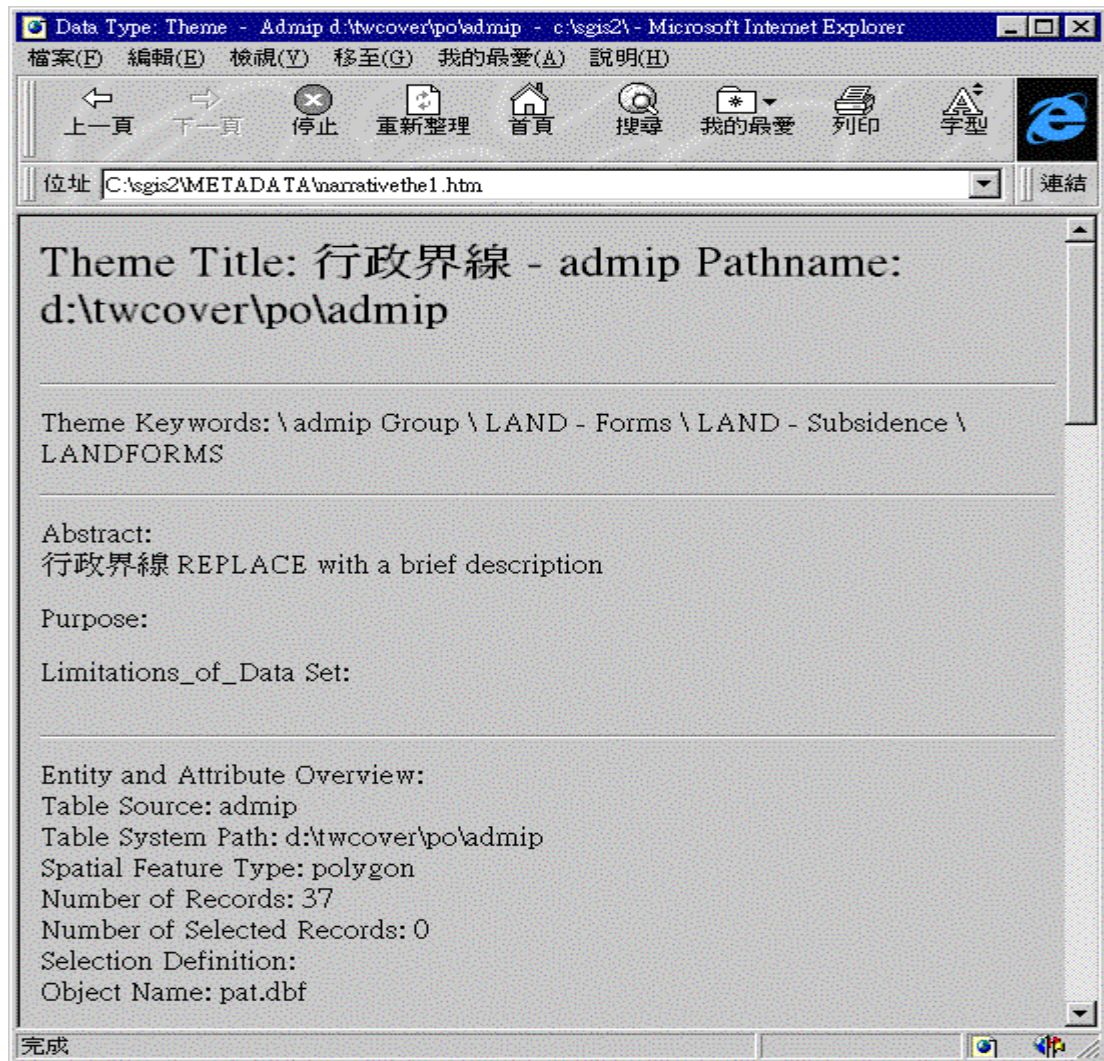 Data Type: Theme - Admip d:\twcover\po\admip - c:\sgis2\ - Microsoft Internet Explorer
檔案(F) 編輯(E) 檢視(V) 移至(G) 我的最愛(A) 說明(H)
上一頁 下一頁 停止 重新整理 首頁 搜尋 我的最愛 列印 字型
位址 C:\sgis2\METADATA\narrativethe1.htm 連結
Theme Title: 行政界線 - admip Pathname:
d:\twcover\po\admip
Theme Keywords: \ admip Group \ LAND - Forms \ LAND - Subsidence \
LANDFORMS
Abstract:
行政界線 REPLACE with a brief description
Purpose:
Limitations_of_Data Set:
Entity and Attribute Overview:
Table Source: admip
Table System Path: d:\twcover\po\admip
Spatial Feature Type: polygon
Number of Records: 37
Number of Selected Records: 0
Selection Definition:
Object Name: pat.dbf
完成